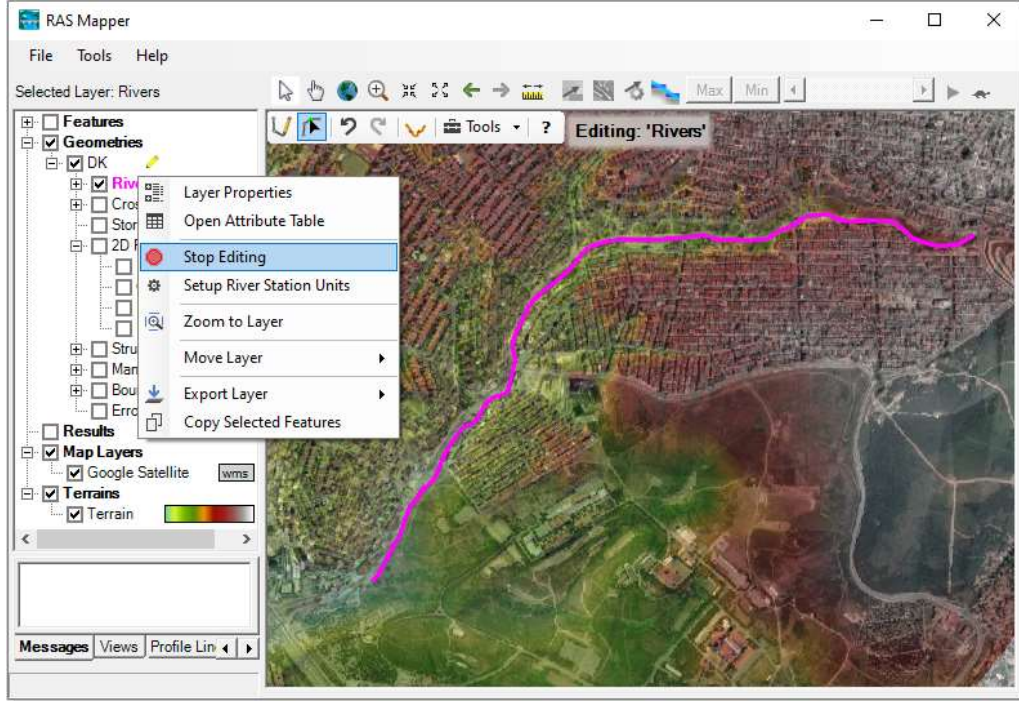 RAS Mapper
File Tools Help
Selected Layer: Rivers
Max Min
Tools ?
Editing: 'Rivers'
Features
Geometries
DK
Layer Properties
Open Attribute Table
Stop Editing
Setup River Station Units
Zoom to Layer
Move Layer
Export Layer
Copy Selected Features
Results
Map Layers
Google Satellite wms
Terrains
Terrain
Messages Views Profile Lin